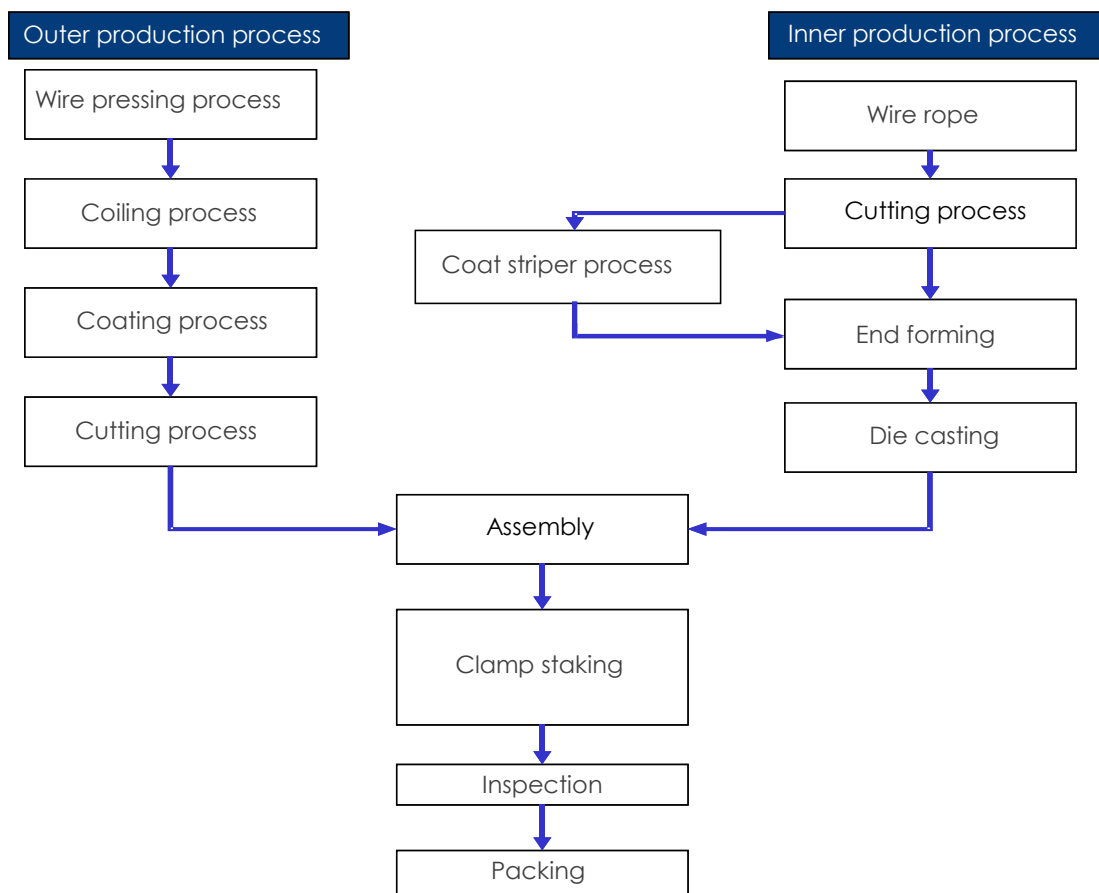 Outer production process
Inner production process
Wire pressing process
Wire rope
Coiling process
Cutting process
Coat striper process
Coating process
End forming
Cutting process
Die casting
Assembly
Clamp staking
Inspection
Packing